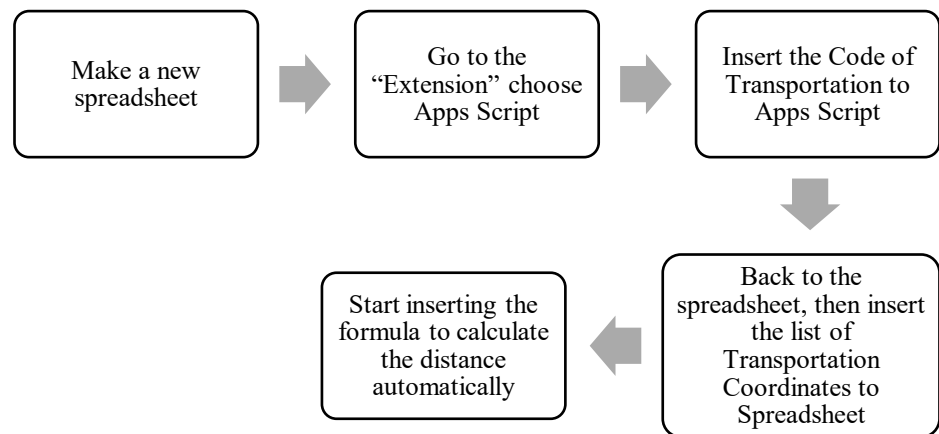 Make a new
spreadsheet
Go to the
“Extension” choose
Apps Script
Insert the Code of
Transportation to
Apps Script
Back to the
spreadsheet, then insert
the list of
Transportation
Coordinates to
Spreadsheet
Start inserting the
formula to calculate
the distance
automatically